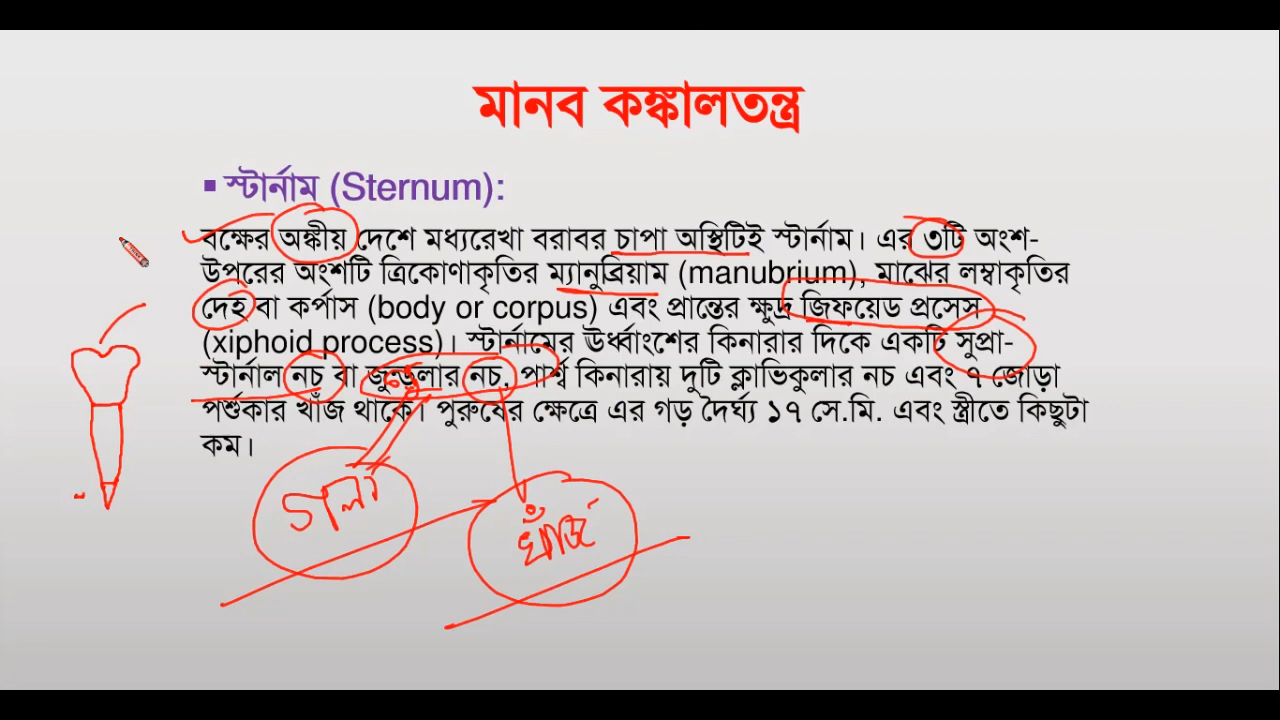 মানব কঙ্কালতন্ত্র
▪ স্টার্নাম (Sternum):
বক্ষের অঙ্কীয় দেশে মধ্যরেখা বরাবর চাপা অস্থিটিই স্টার্নাম। এর ৩টি অংশ-
উপরের অংশটি ত্রিকোণাকৃতির ম্যানুব্রিয়াম (manubrium), মাঝের লম্বাকৃতির
দেহ বা কর্পাস (body or corpus) এবং প্রান্তের ক্ষুদ্র জিফয়েড প্রসেস
(xiphoid process)। স্টার্নামের ঊর্ধ্বাংশের কিনারার দিকে একটি সুপ্রা-
স্টার্নাল নচ বা জুগুলার নচ, পার্শ্ব কিনারায় দুটি ক্লাভিকুলার নচ এবং ৭ জোড়া
পর্শুকার খাঁজ থাকে। পুরুষের ক্ষেত্রে এর গড় দৈর্ঘ্য ১৭ সে.মি. এবং স্ত্রীতে কিছুটা
কম।
গলা
খাঁজ